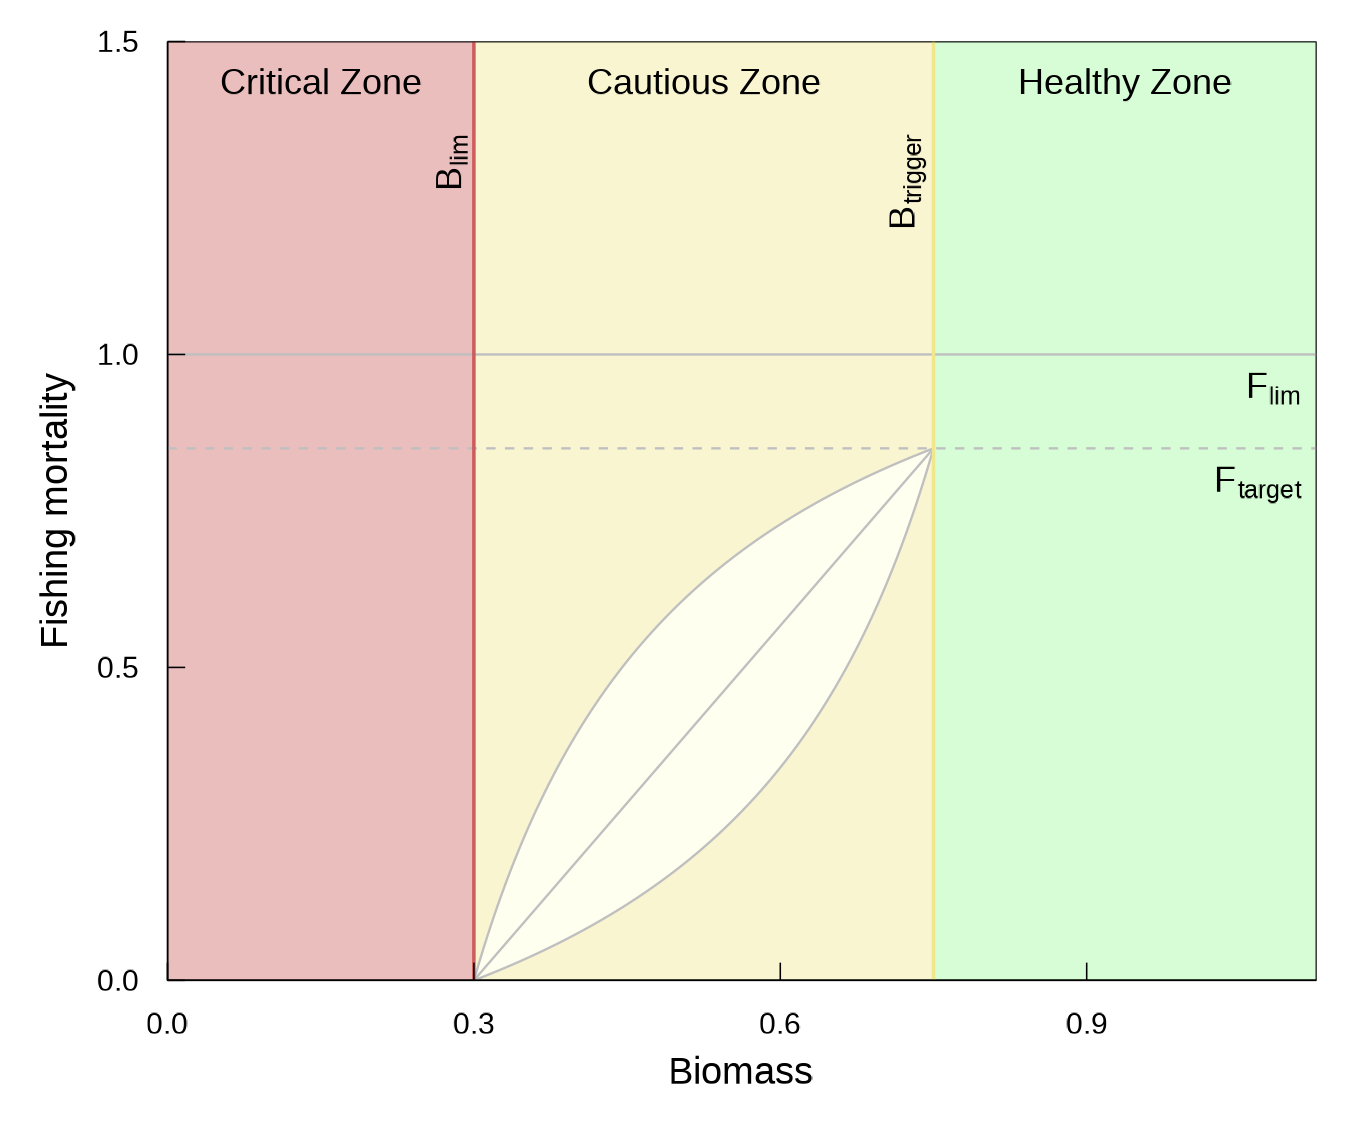 1.5
Critical Zone
Cautious Zone
Healthy Zone
Blim
Btrigger
1.0
Flim
Ftarget
Fishing mortality
0.5
0.0
0.0
0.3
0.6
0.9
Biomass